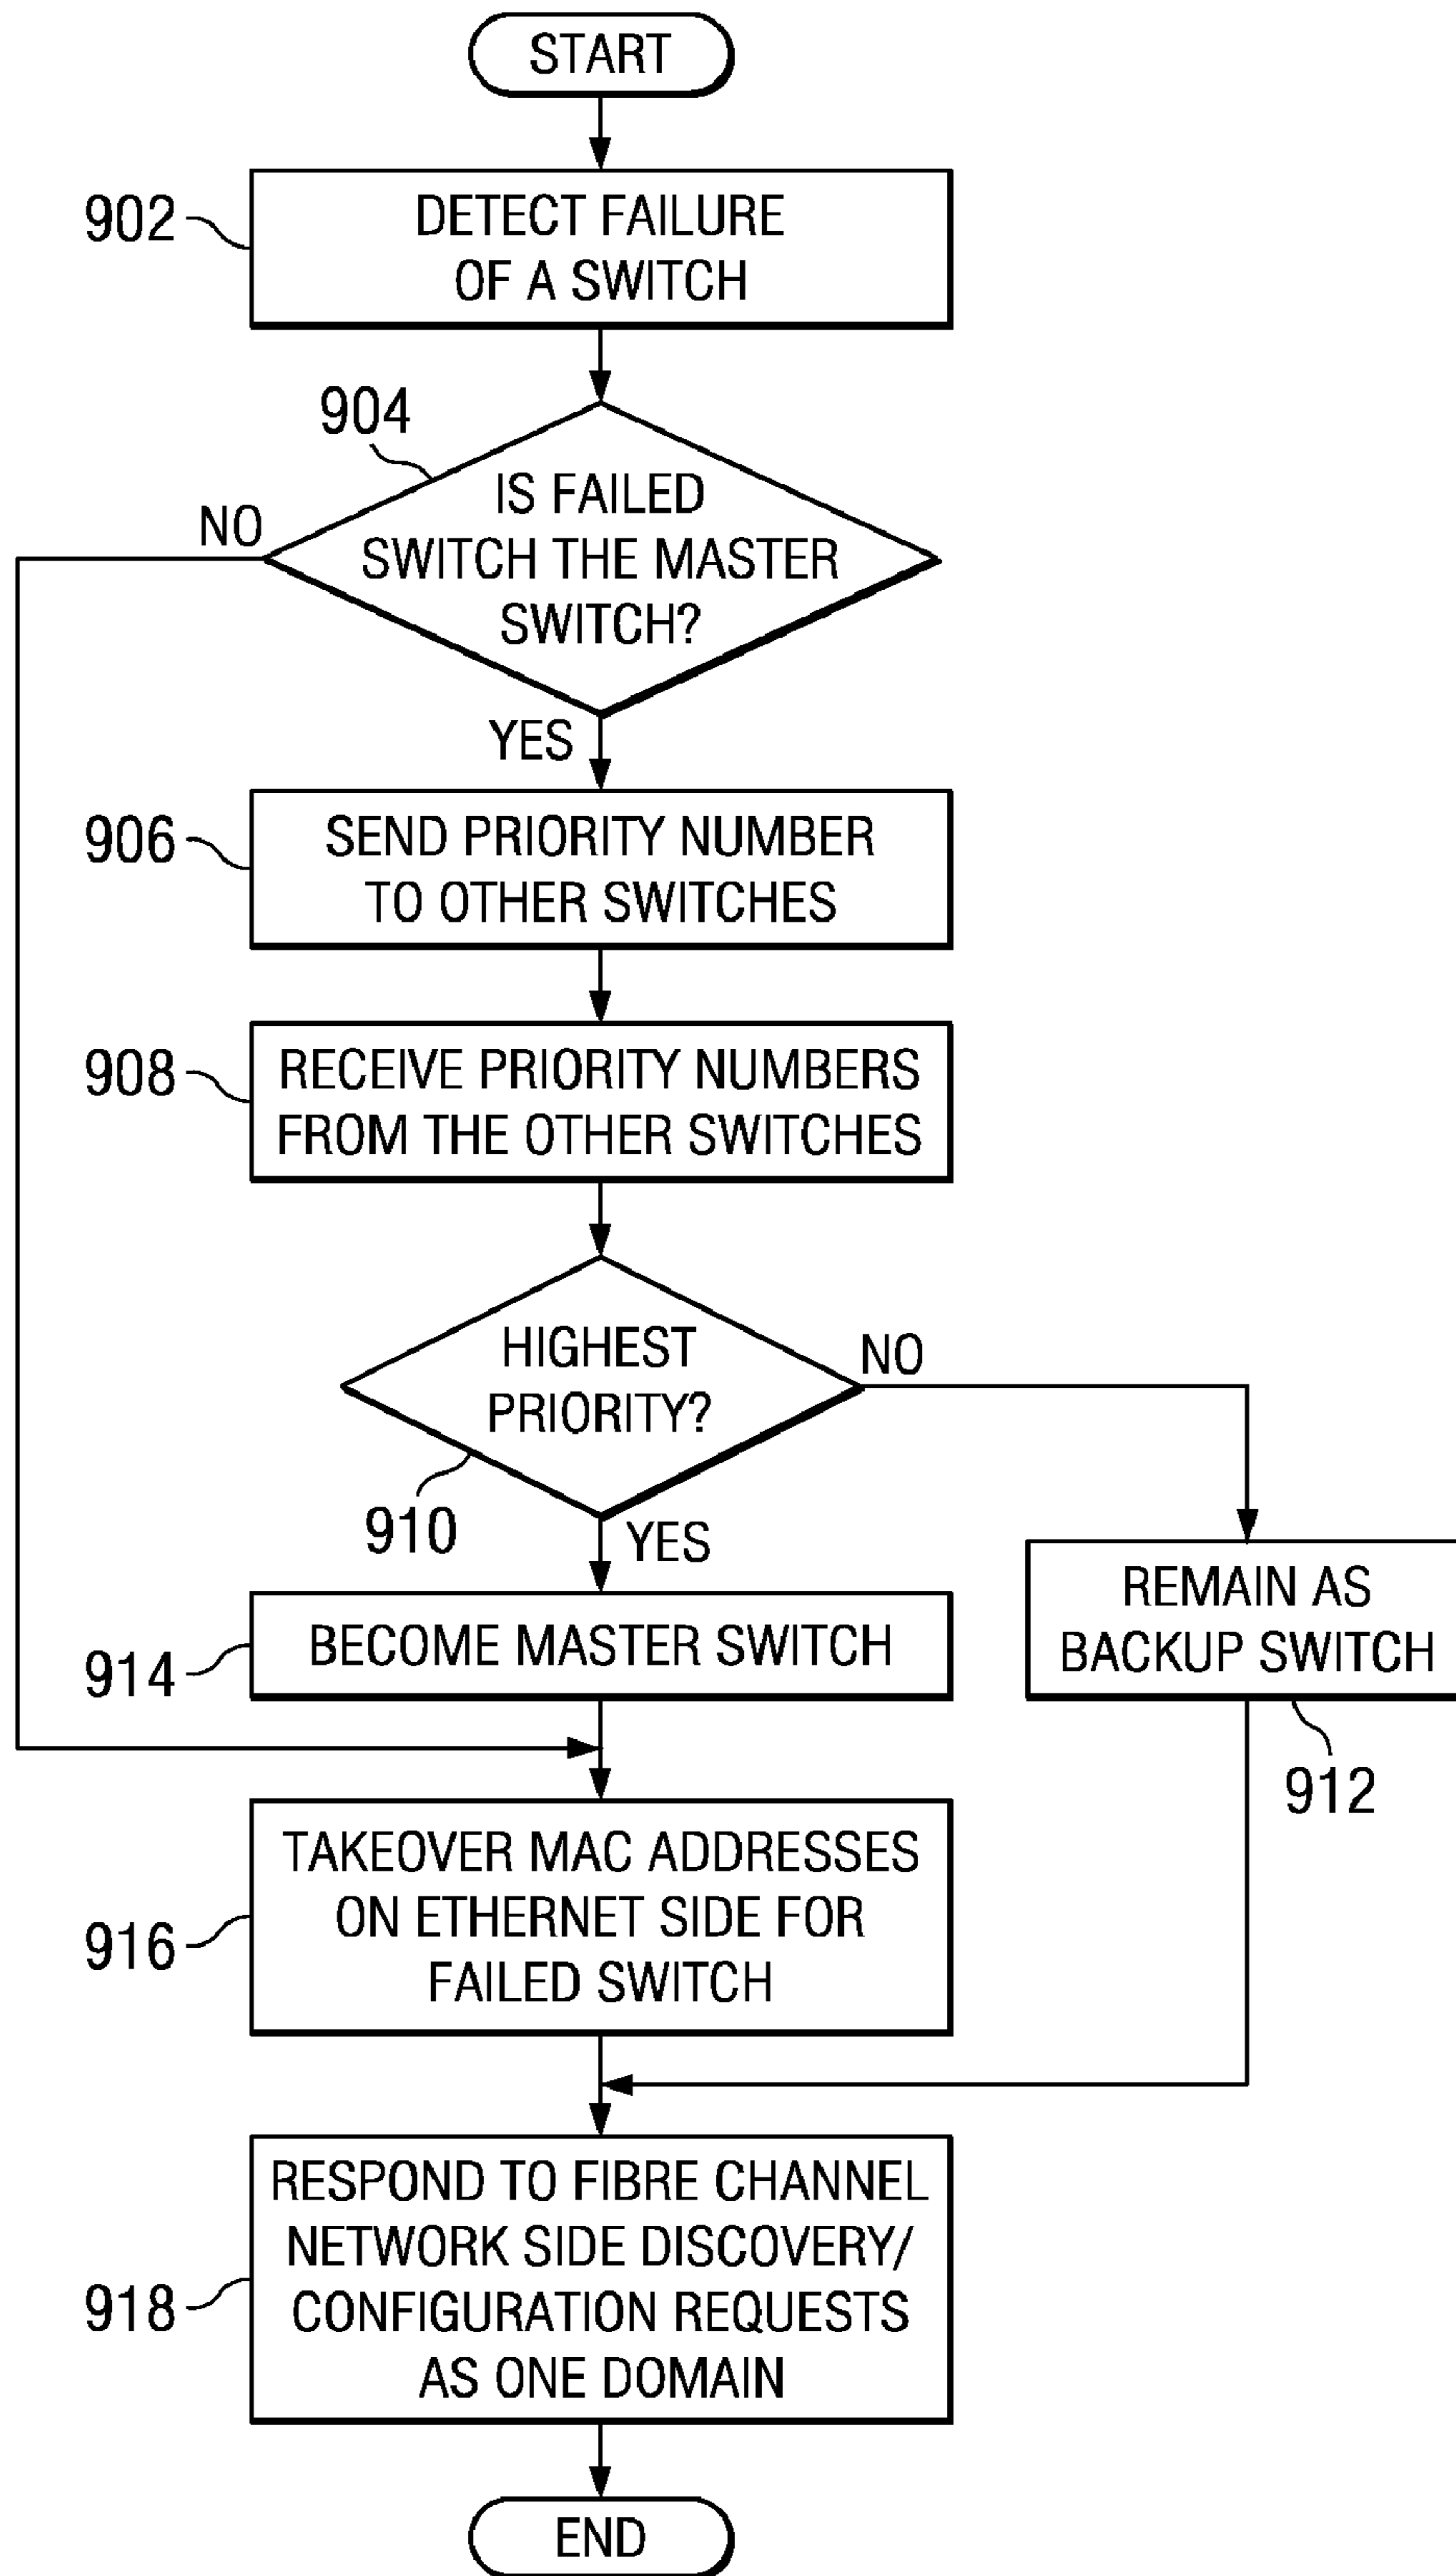 START
902
DETECT FAILURE
OF A SWITCH
904
IS FAILED
SWITCH THE MASTER
SWITCH?
NO
YES
906
SEND PRIORITY NUMBER
TO OTHER SWITCHES
908
RECEIVE PRIORITY NUMBERS
FROM THE OTHER SWITCHES
HIGHEST
PRIORITY?
NO
910
YES
REMAIN AS
BACKUP SWITCH
912
914
BECOME MASTER SWITCH
916
TAKEOVER MAC ADDRESSES
ON ETHERNET SIDE FOR
FAILED SWITCH
918
RESPOND TO FIBRE CHANNEL
NETWORK SIDE DISCOVERY/
CONFIGURATION REQUESTS
AS ONE DOMAIN
END